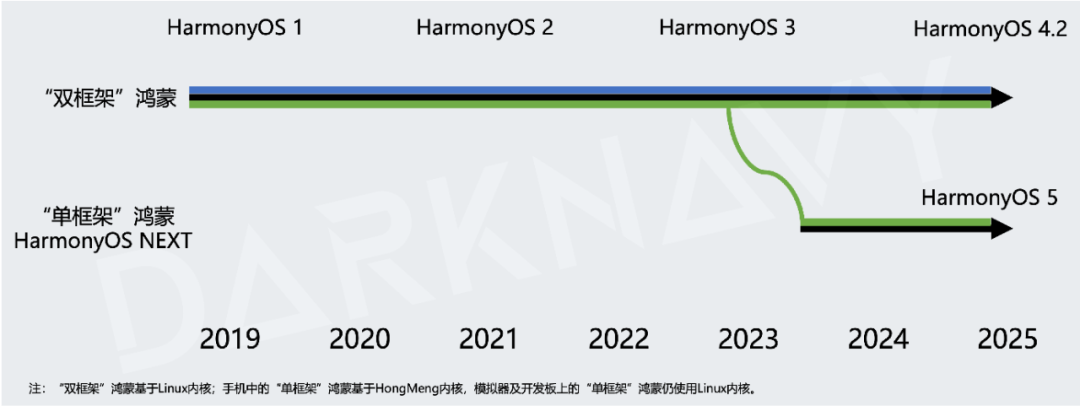 HarmonyOS 1 HarmonyOS 2 HarmonyOS 3 HarmonyOS 4.2
“双框架”鸿蒙
HarmonyOS 5
“单框架”鸿蒙
HarmonyOS NEXT
DARKNAVY
2019 2020 2021 2022 2023 2024 2025
注：“双框架”鸿蒙基于Linux内核；手机中的“单框架”鸿蒙基于HongMeng内核，模拟器及开发板上的“单框架”鸿蒙仍使用Linux内核。